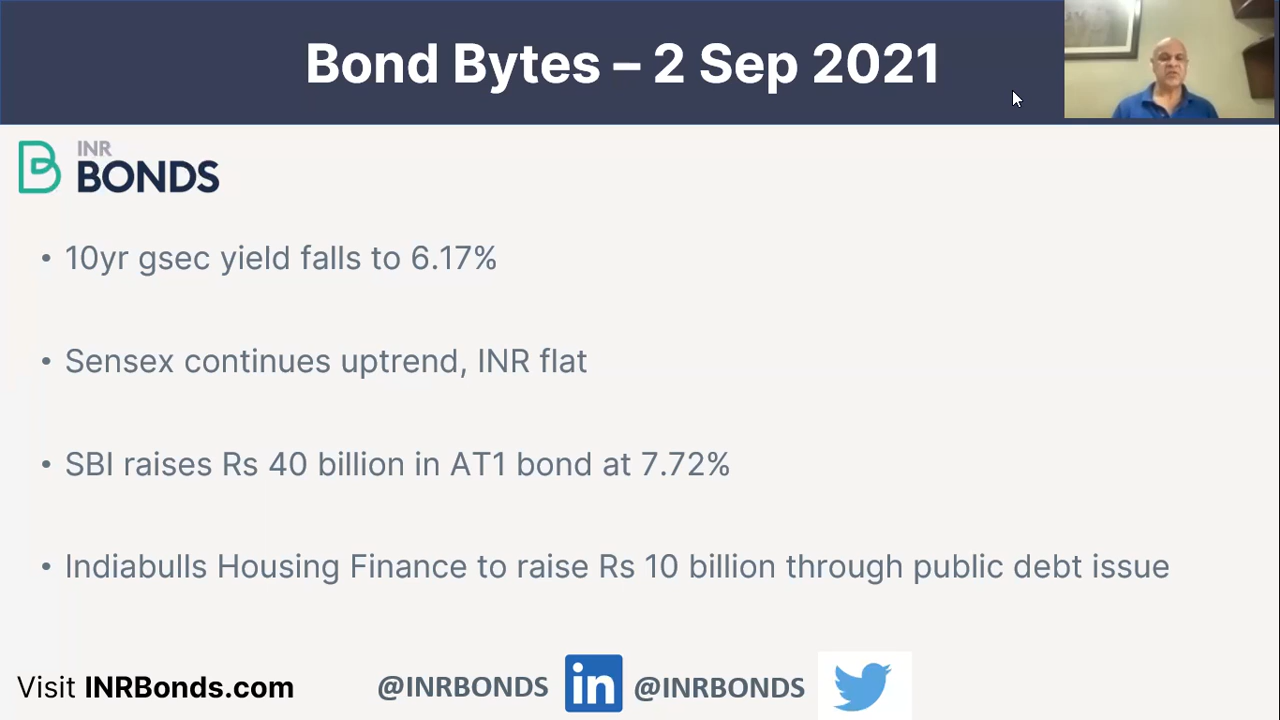 Bond Bytes – 2 Sep 2021
INR
BONDS
• 10yr gsec yield falls to 6.17%
• Sensex continues uptrend, INR flat
• SBI raises Rs 40 billion in AT1 bond at 7.72%
• Indiabulls Housing Finance to raise Rs 10 billion through public debt issue
Visit INRBonds.com @INRBONDS in @INRBONDS